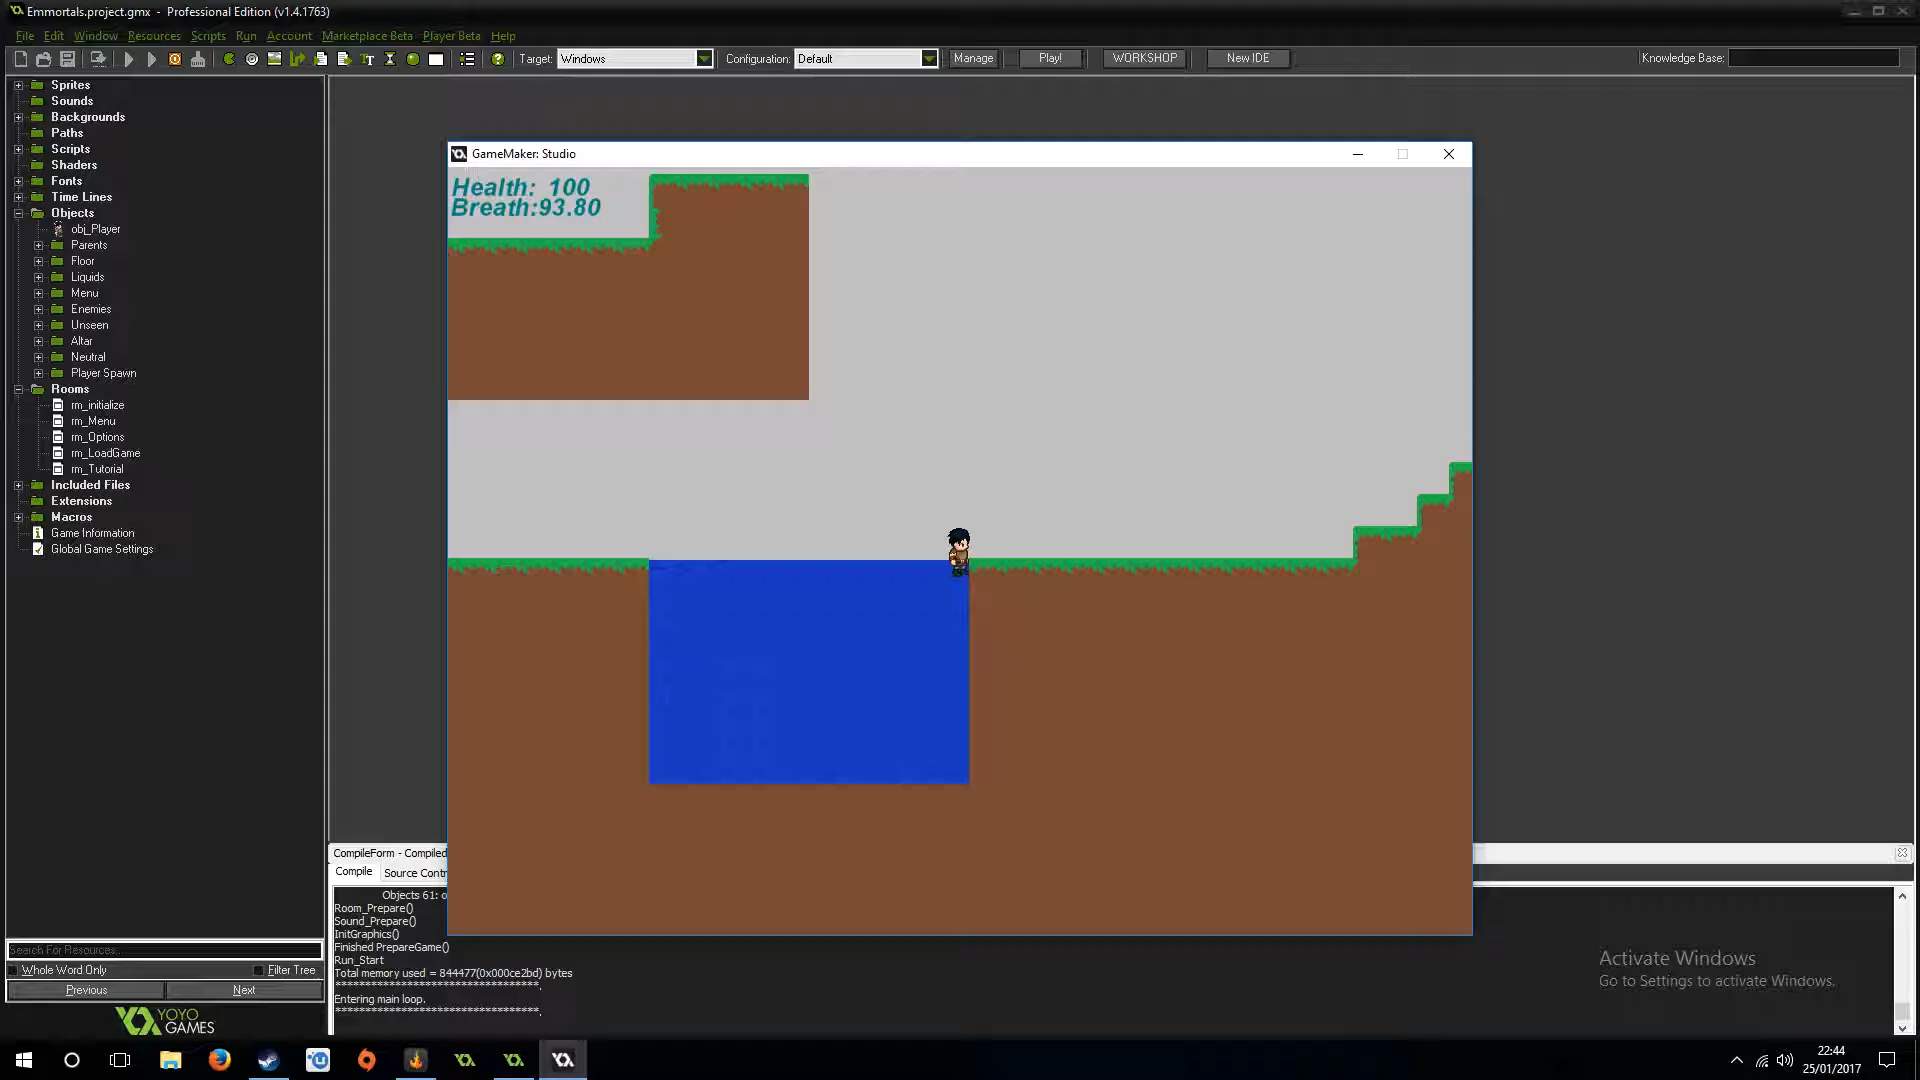 Emmortals.project.gmx - Professional Edition (v1.4.1763)
File Edit Window Resources Scripts Run Account Marketplace Beta Player Beta Help
Target: Windows Configuration: Default Manage Play! WORKSHOP New IDE Knowledge Base:
Sprites
Sounds
Backgrounds
Paths
Scripts
Shaders
Fonts
Time Lines
Objects
obj_Player
Parents
Floor
Liquids
Menu
Enemies
Unseen
Altar
Neutral
Player Spawn
Rooms
rm_initialize
rm_Menu
rm_Options
rm_LoadGame
rm_Tutorial
Included Files
Extensions
Macros
Game Information
Global Game Settings
Search For Resources...
Whole Word Only Filter Tree
Previous Next
YOYO
GAMES
GameMaker: Studio
Health: 100
Breath:93.80
CompileForm - Compiled
Compile Source Contr
Objects 61: o
Room_Prepare()
Sound_Prepare()
InitGraphics()
Finished PrepareGame()
Run_Start
Total memory used = 844477(0x000ce2bd) bytes
***********************************.
Entering main loop.
***********************************.
Activate Windows
Go to Settings to activate Windows.
22:44
25/01/2017